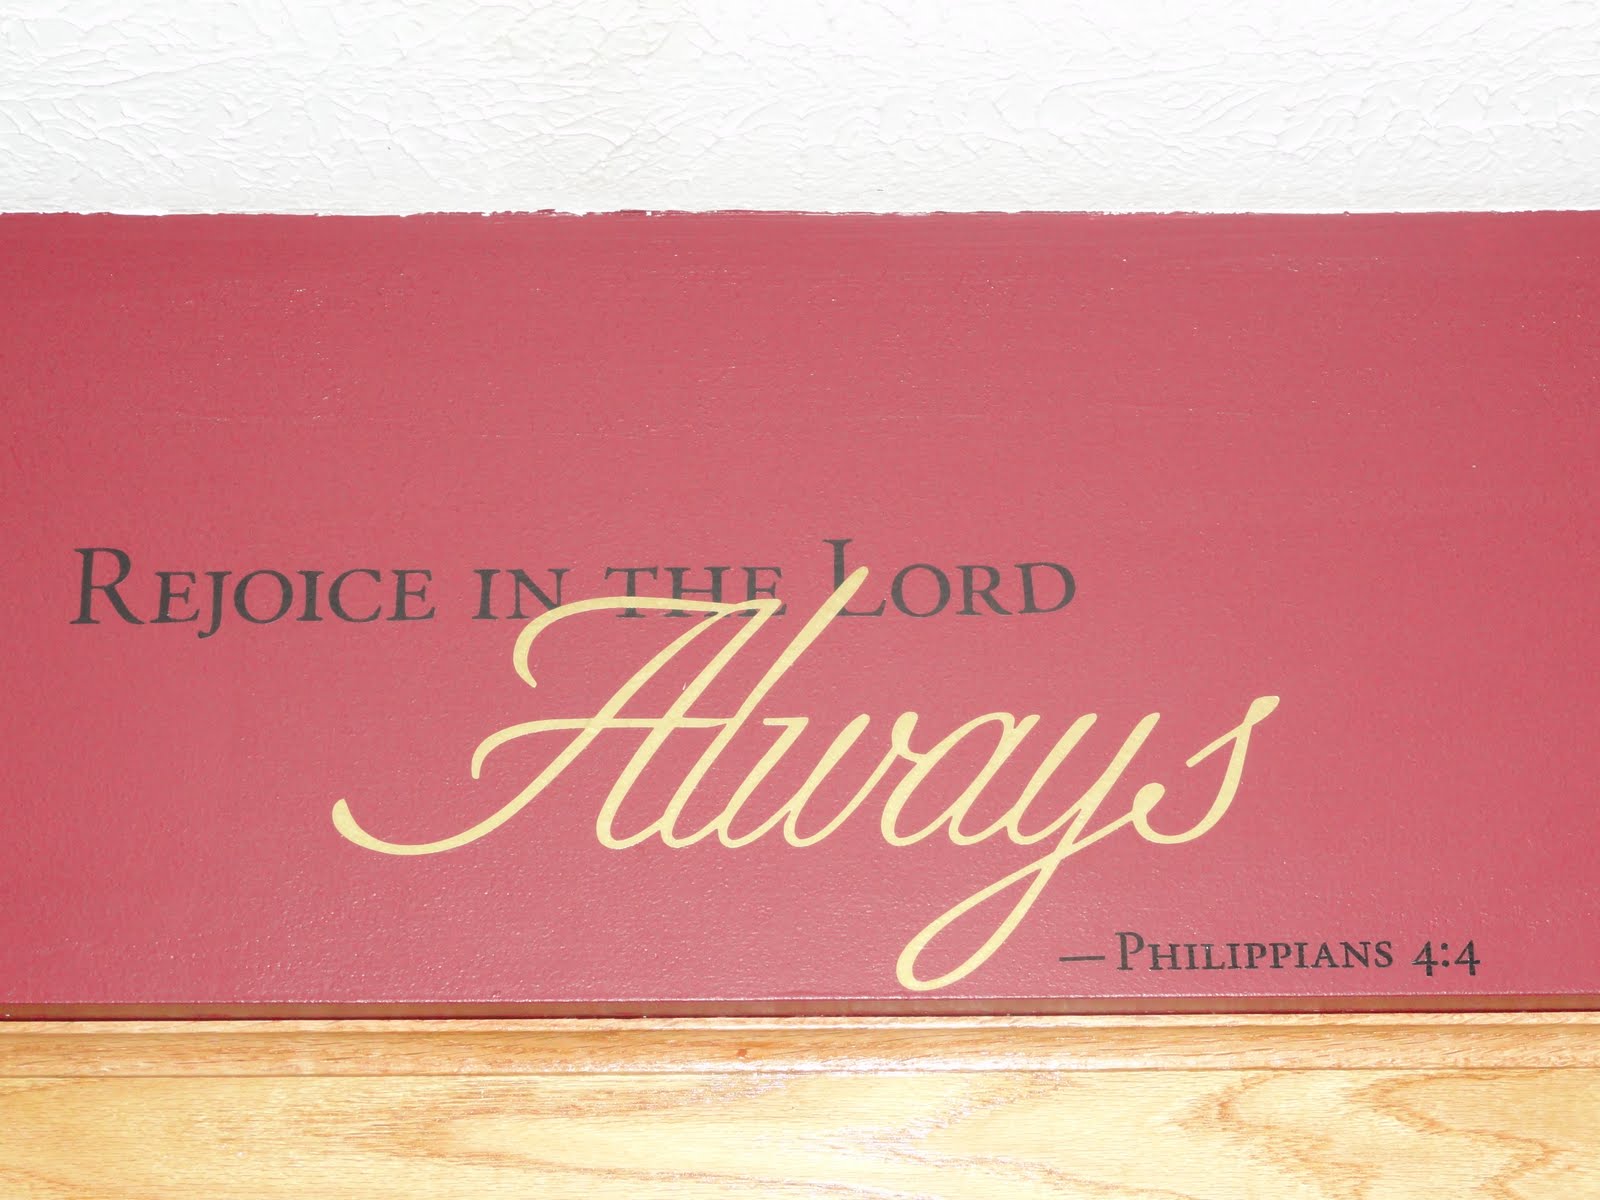 Rejoice in the Lord
Always
—Philippians 4:4